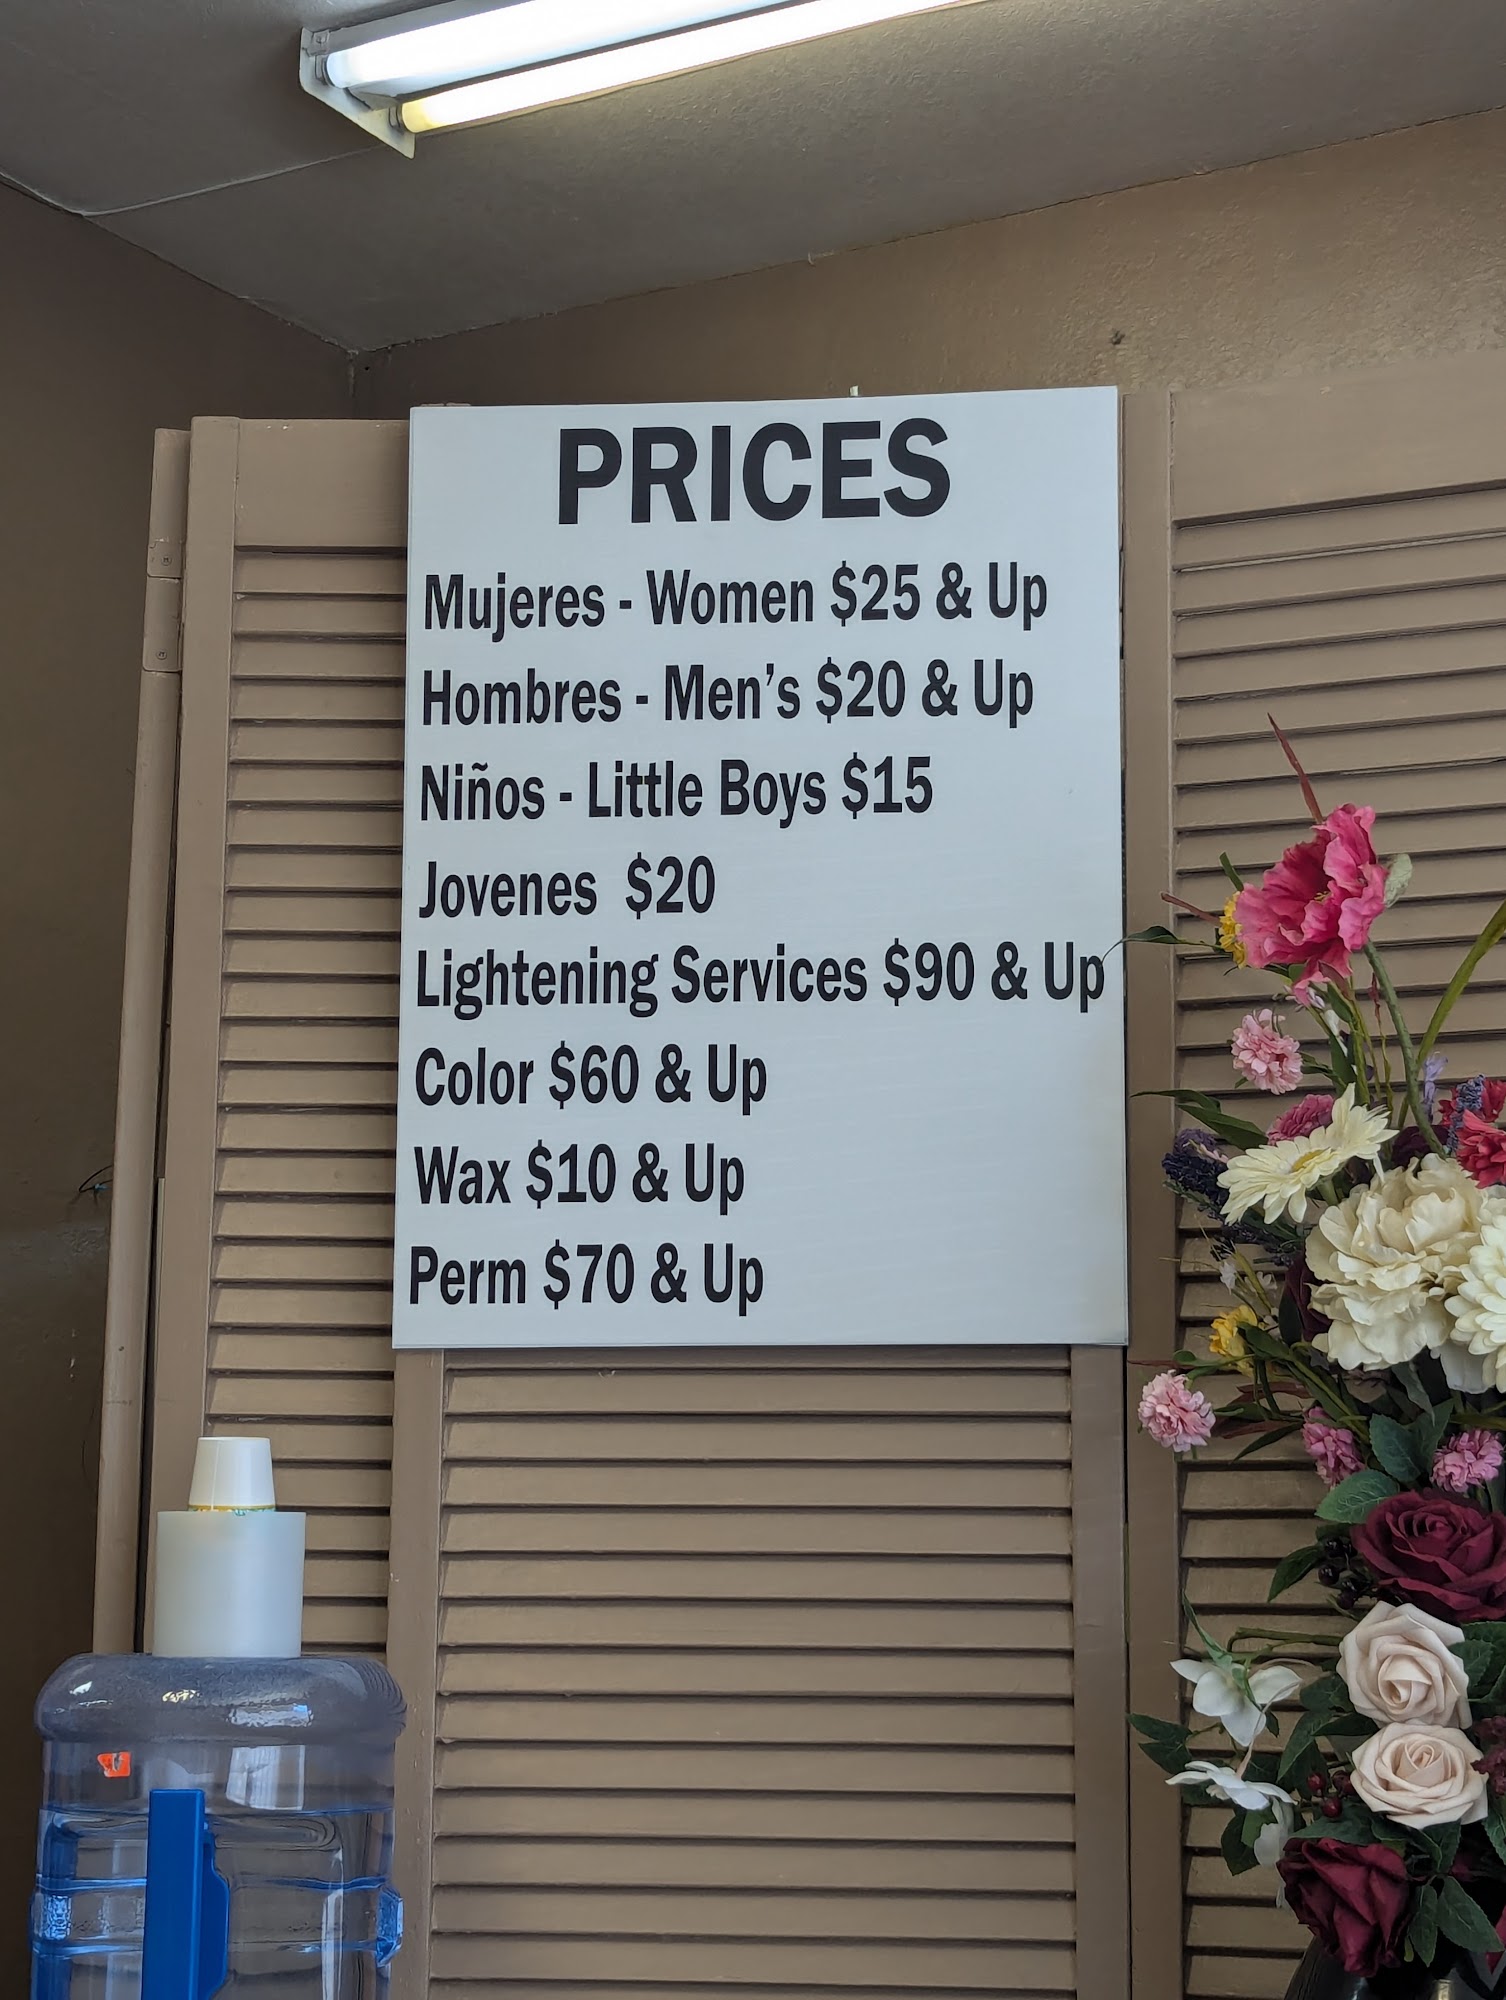 PRICES
Mujeres - Women $25 & Up
Hombres - Men's $20 & Up
Niños - Little Boys $15
Jovenes $20
Lightening Services $90 & Up
Color $60 & Up
Wax $10 & Up
Perm $70 & Up